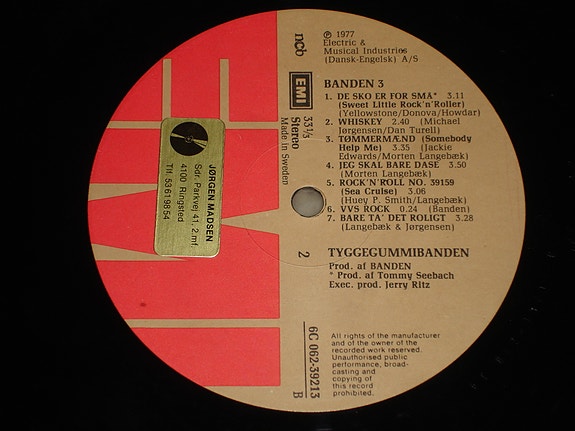 ℗ 1977
Electric &
Musical Industries
(Dansk-Engelsk) A/S
ncb
EMI
33 1/3
Stereo
Made in Sweden
BANDEN 3
1. DE SKO ER FOR SMÅ* 3.11
(Sweet Little Rock'n'Roller)
(Yellowstone/Donova/Howdar)
2. WHISKEY 2.40 (Michael
Jørgensen/Dan Turell)
3. TØMMERMÆND (Somebody
Help Me) 3.35 (Jackie
Edwards/Morten Langebæk)
4. JEG SKAL BARE DASE 3.50
(Morten Langebæk)
5. ROCK'N'ROLL NO. 39159
(Sea Cruise) 3.06
(Huey P. Smith/Langebæk)
6. VVS ROCK 0.24 (Banden)
7. BARE TA' DET ROLIGT 3.28
(Langebæk & Jørgensen)
2
TYGGEGUMMIBANDEN
Prod. af BANDEN
* Prod. af Tommy Seebach
Exec. prod. Jerry Ritz
6C 062-39213
B
All rights of the manufacturer
and of the owner of the
recorded work reserved.
Unauthorised public
performance, broad-
casting and
copying of
this record
prohibited.
JØRGEN MADSEN
Sdr. Parkvej 41, 2.mf.
4100 Ringsted
Tlf. 53 61 98 54